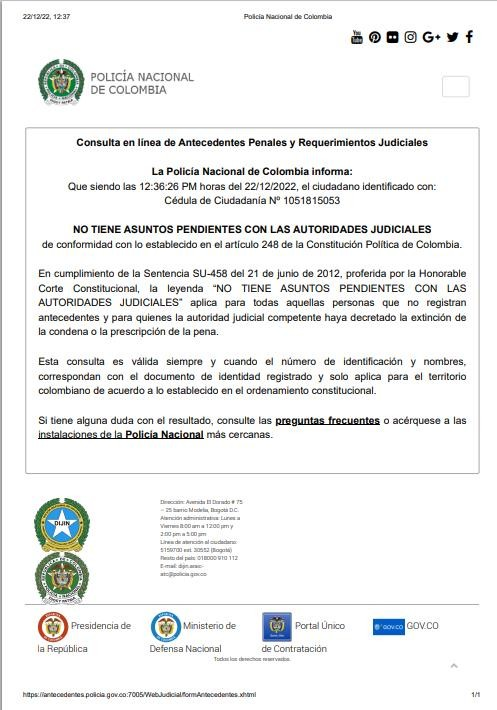 22/12/22, 12:37
Policía Nacional de Colombia
You
Tube
G+
POLICÍA NACIONAL
DE COLOMBIA
Consulta en línea de Antecedentes Penales y Requerimientos Judiciales
La Policía Nacional de Colombia informa:
Que siendo las 12:36:26 PM horas del 22/12/2022, el ciudadano identificado con:
Cédula de Ciudadanía Nº 1051815053
NO TIENE ASUNTOS PENDIENTES CON LAS AUTORIDADES JUDICIALES
de conformidad con lo establecido en el artículo 248 de la Constitución Política de Colombia.
En cumplimiento de la Sentencia SU-458 del 21 de junio de 2012, proferida por la Honorable
Corte Constitucional, la leyenda “NO TIENE ASUNTOS PENDIENTES CON LAS
AUTORIDADES JUDICIALES” aplica para todas aquellas personas que no registran
antecedentes y para quienes la autoridad judicial competente haya decretado la extinción de
la condena o la prescripción de la pena.
Esta consulta es válida siempre y cuando el número de identificación y nombres,
correspondan con el documento de identidad registrado y solo aplica para el territorio
colombiano de acuerdo a lo establecido en el ordenamiento constitucional.
Si tiene alguna duda con el resultado, consulte las preguntas frecuentes o acérquese a las
instalaciones de la Policía Nacional más cercanas.
DIJIN
Dirección: Avenida El Dorado # 75
– 25 barrio Modelia, Bogotá D.C.
Atención administrativa: Lunes a
Viernes 8:00 am a 12:00 pm y
2:00 pm a 5:00 pm
Línea de atención al ciudadano:
5159700 ext. 30552 (Bogotá)
Resto del país: 018000 910 112
E-mail: dijin.araic-
atc@policia.gov.co
Presidencia de
la República
Ministerio de
Defensa Nacional
Portal Único
de Contratación
GOV.CO
GOV.CO
Todos los derechos reservados.
https://antecedentes.policia.gov.co:7005/WebJudicial/formAntecedentes.xhtml
1/1